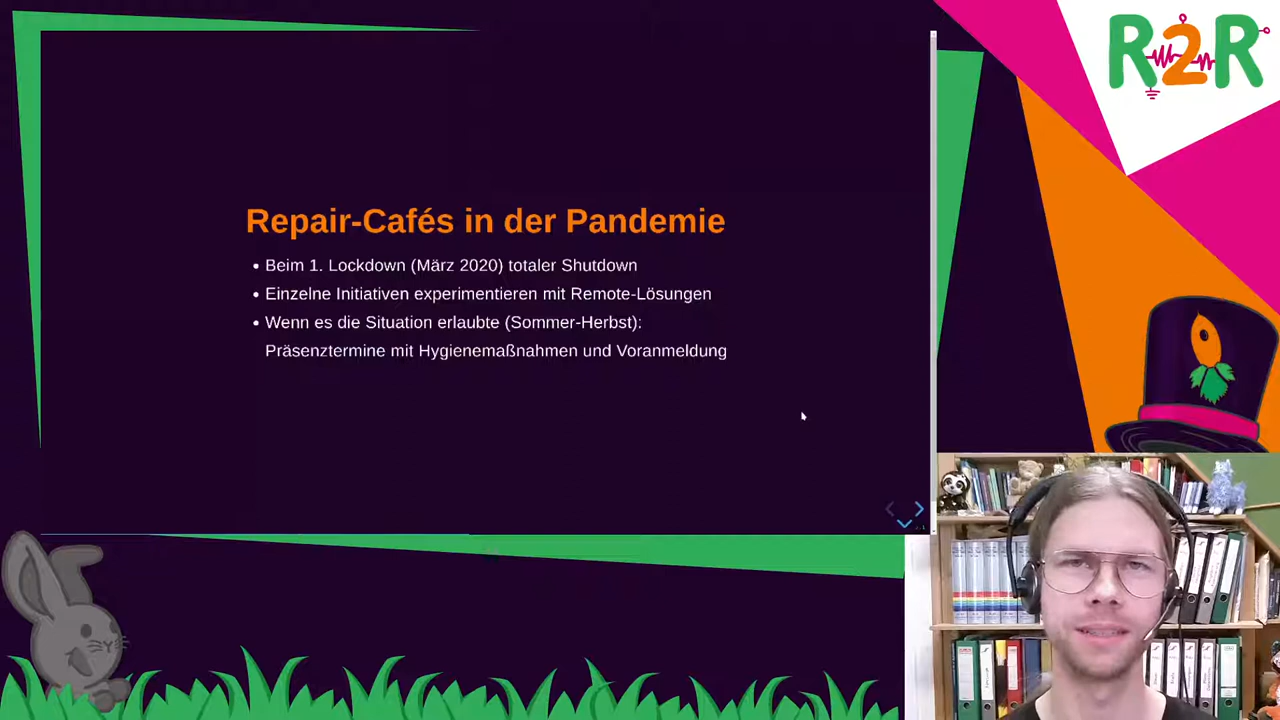 R2R
Repair-Cafés in der Pandemie
Beim 1. Lockdown (März 2020) totaler Shutdown
Einzelne Initiativen experimentieren mit Remote-Lösungen
Wenn es die Situation erlaubte (Sommer-Herbst):
Präsenztermine mit Hygienemaßnahmen und Voranmeldung